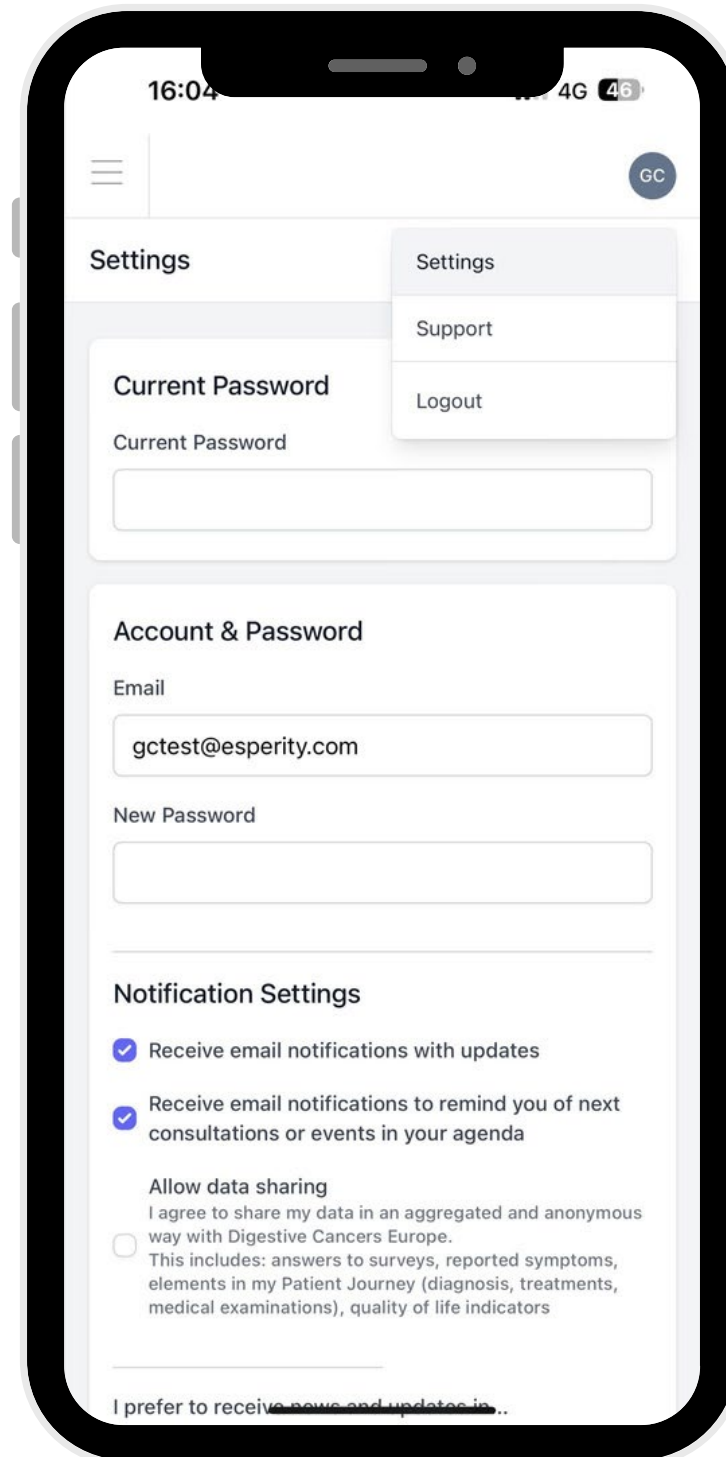 16:04
4G 46
GC
Settings
Settings
Support
Logout
Current Password
Current Password
Account & Password
Email
gctest@esperity.com
New Password
Notification Settings
Receive email notifications with updates
Receive email notifications to remind you of next
consultations or events in your agenda
Allow data sharing
I agree to share my data in an aggregated and anonymous
way with Digestive Cancers Europe.
This includes: answers to surveys, reported symptoms,
elements in my Patient Journey (diagnosis, treatments,
medical examinations), quality of life indicators
I prefer to receive news and updates in...